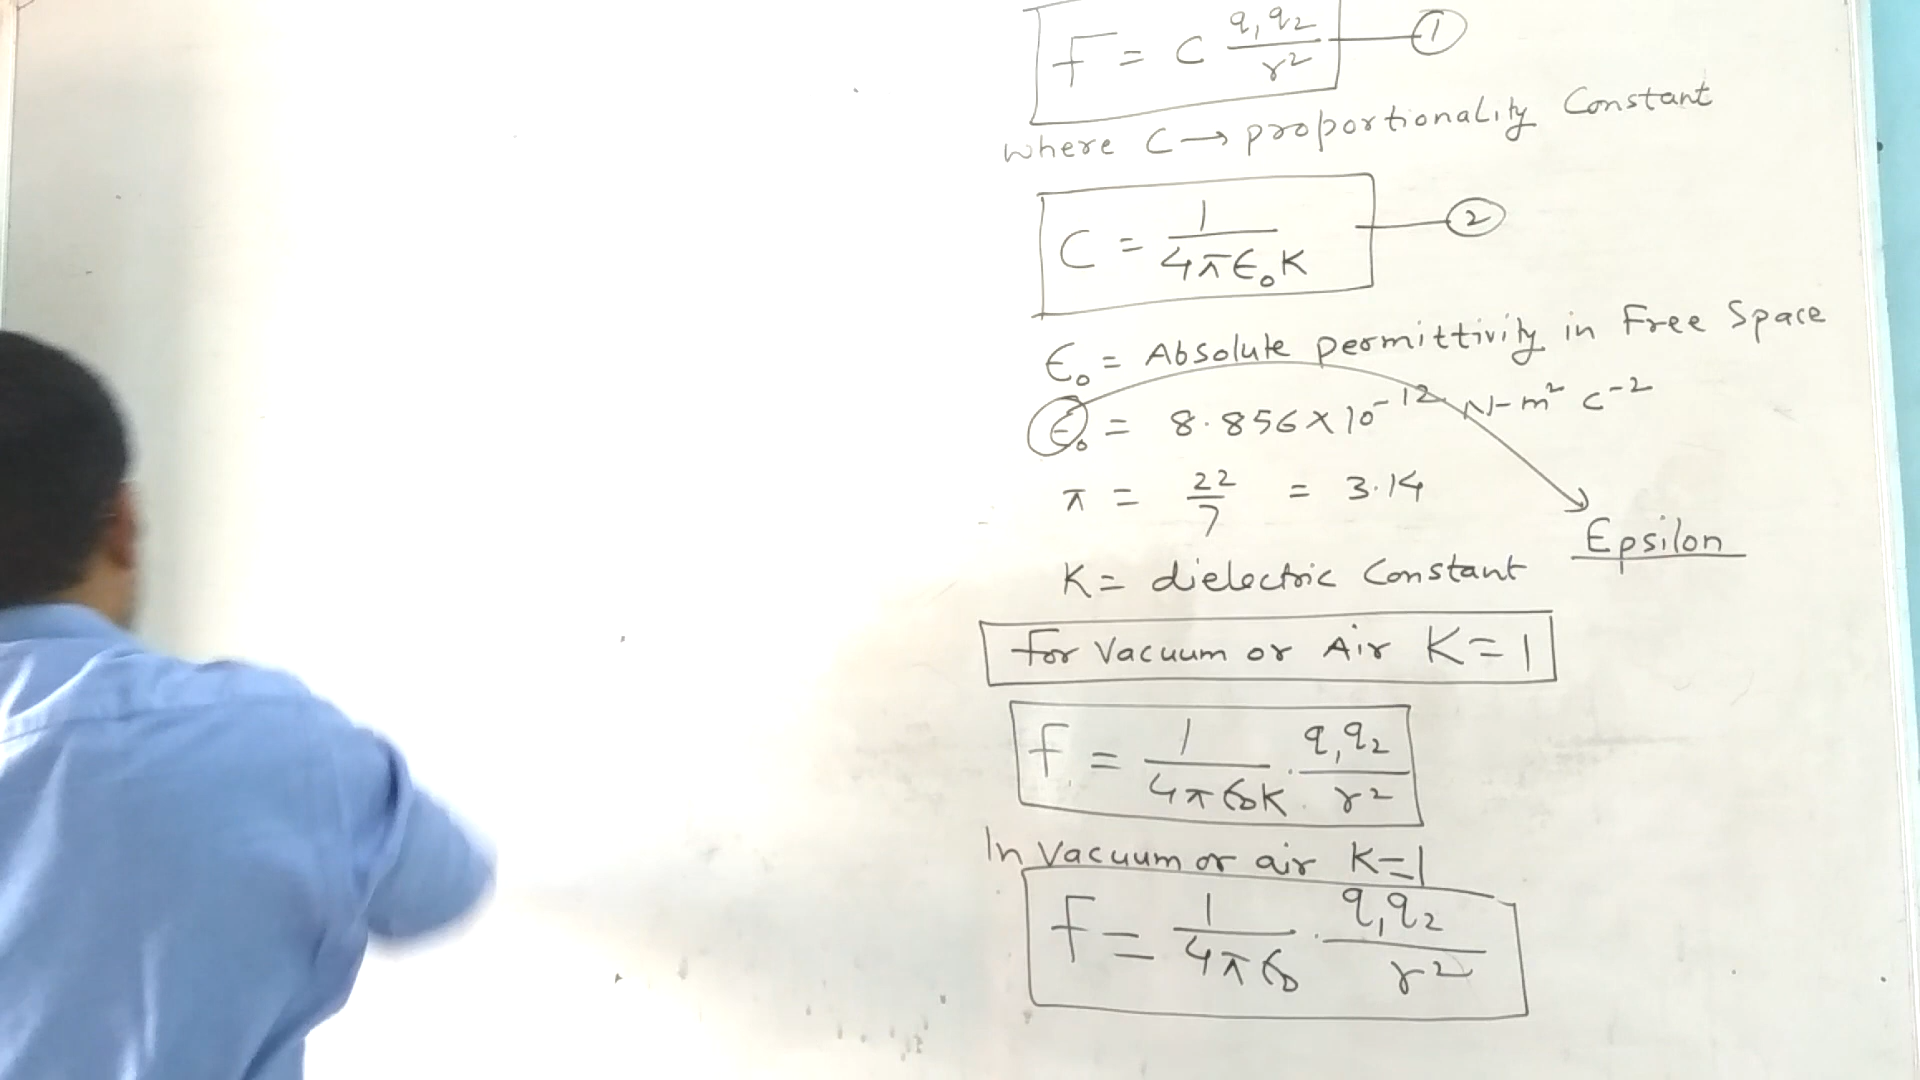 F = C q₁q₂/r² — ①
where C → proportionality Constant
C = 1/4πϵ₀K — ②
ϵ₀ = Absolute permittivity in Free Space
ϵ₀ = 8.856 × 10⁻¹² N-m² C⁻²
π = 22/7 = 3.14
Epsilon
K = dielectric Constant
For Vacuum or Air K = 1
F = 1/4πϵ₀K · q₁q₂/r²
In Vacuum or air K=1
F = 1/4πϵ₀ · q₁q₂/r²